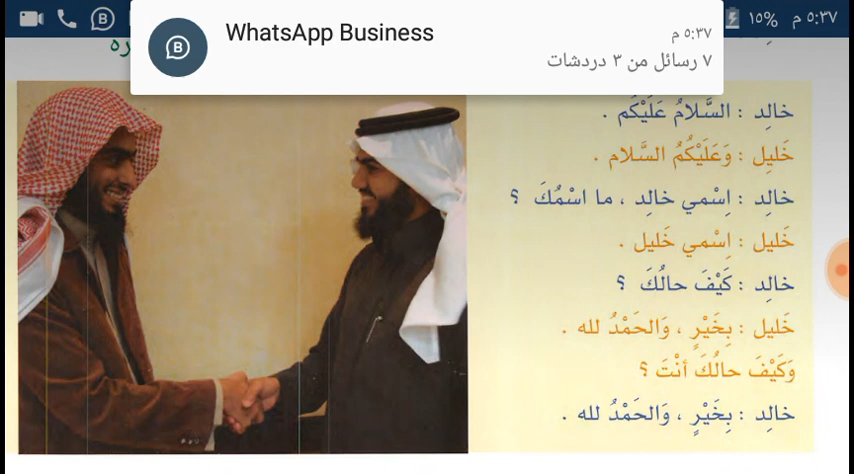 ٥:٣٧ م ١٥%
WhatsApp Business
٥:٣٧ م
٧ رسائل من ٣ دردشات
خالِد : السَّلامُ عَلَيْكُم .
خَليل : وَعَلَيْكُمُ السَّلام .
خالِد : اِسْمي خالِد ، ما اسْمُكَ ؟
خَليل : اِسْمي خَليل .
خالِد : كَيْفَ حالُكَ ؟
خَليل : بِخَيْرٍ ، وَالحَمْدُ لله .
وَكَيْفَ حالُكَ أنْتَ ؟
خالِد : بِخَيْرٍ ، وَالحَمْدُ لله .